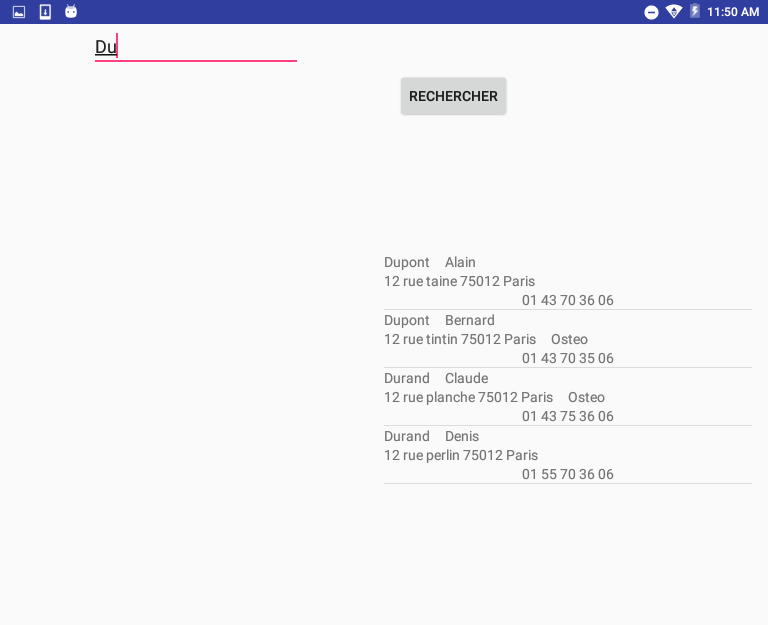 11:50 AM
Du
RECHERCHER
Dupont Alain
12 rue taine 75012 Paris
01 43 70 36 06
Dupont Bernard
12 rue tintin 75012 Paris Osteo
01 43 70 35 06
Durand Claude
12 rue planche 75012 Paris Osteo
01 43 75 36 06
Durand Denis
12 rue perlin 75012 Paris
01 55 70 36 06